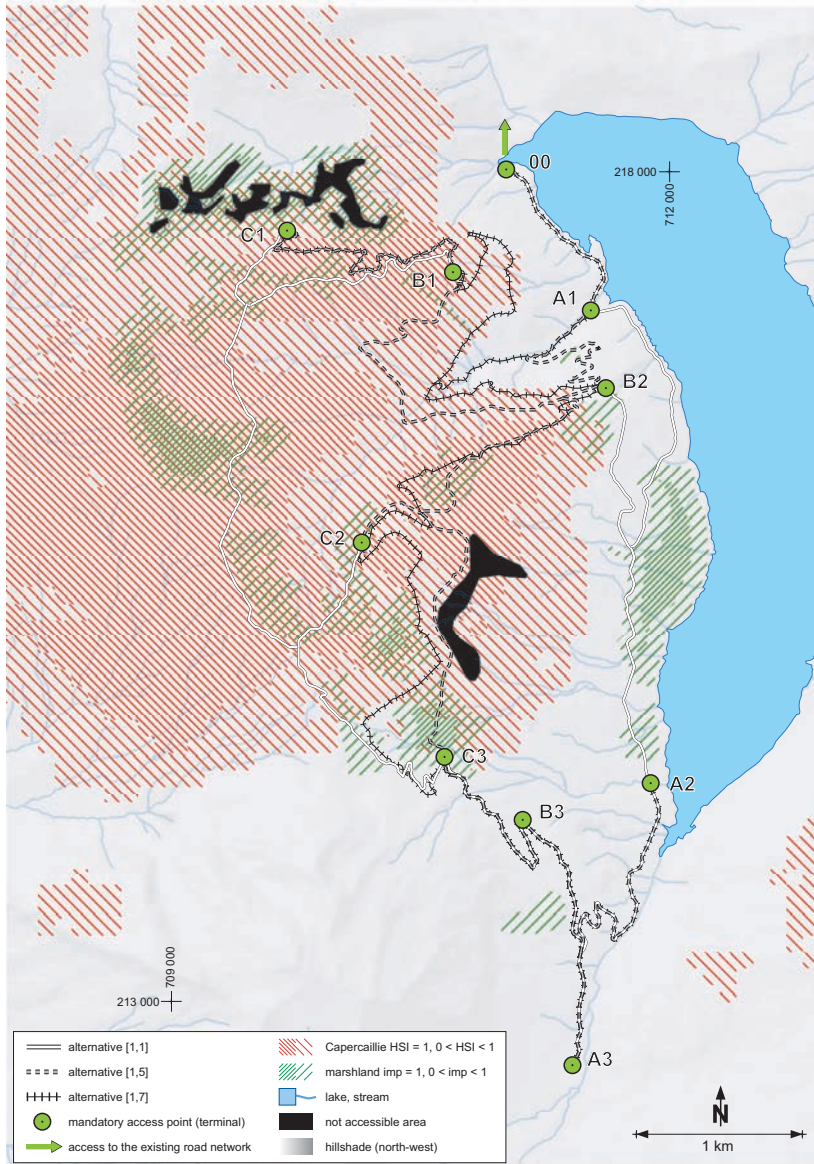 00
218 000
712 000
C1
B1
A1
B2
C2
C3
A2
B3
709 000
213 000
A3
alternative [1,1]
alternative [1,5]
alternative [1,7]
mandatory access point (terminal)
access to the existing road network
Capercaillie HSI = 1, 0 < HSI < 1
marshland imp = 1, 0 < imp < 1
lake, stream
not accessible area
hillshade (north-west)
N
1 km